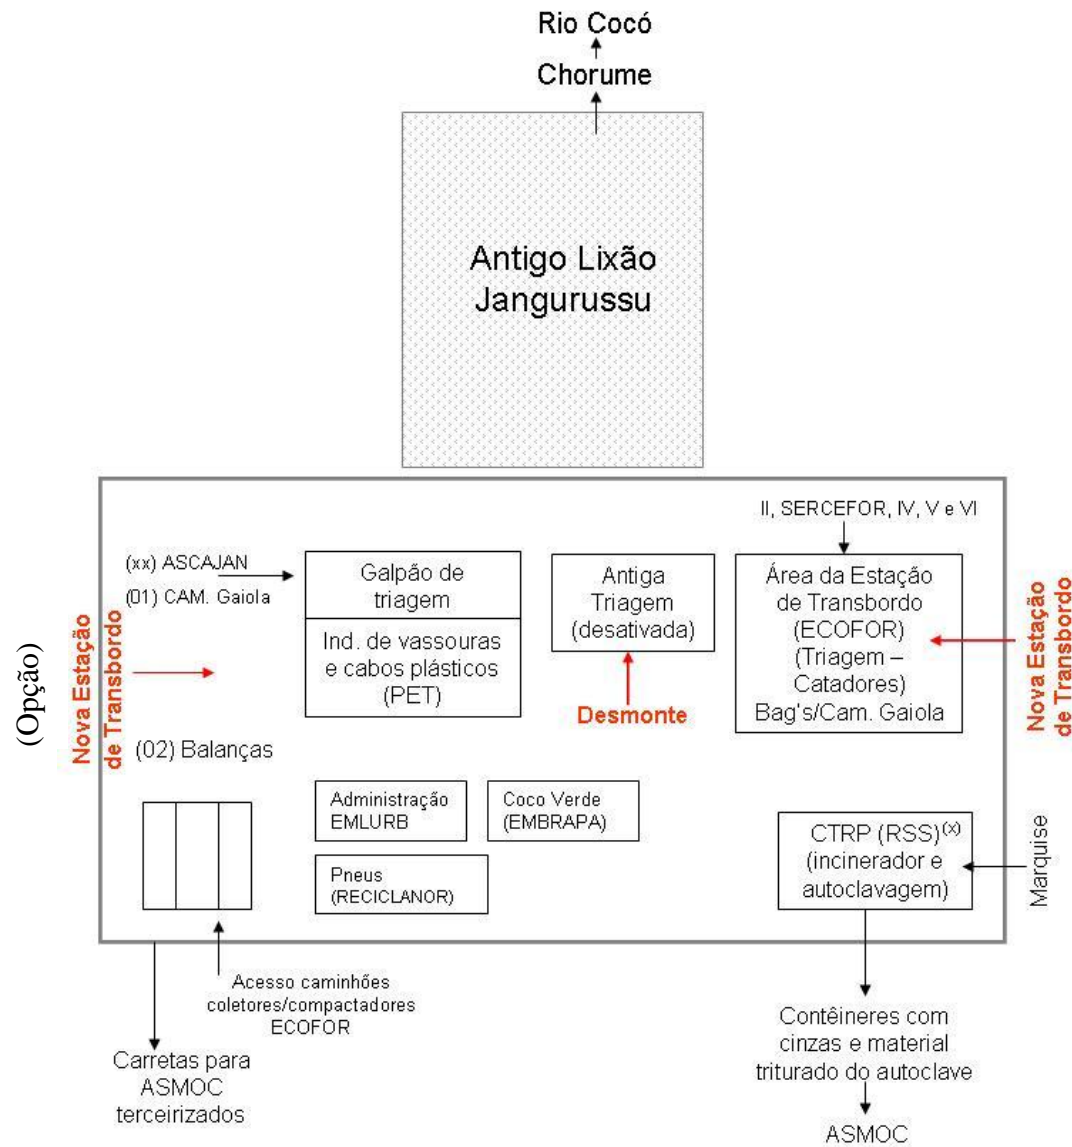 Rio Cocó
Chorume
Antigo Lixão
Jangurussu
II, SERCEFOR, IV, V e VI
(xx) ASCAJAN
(01) CAM. Gaiola
Galpão de
triagem
Ind. de vassouras
e cabos plásticos
(PET)
Antiga
Triagem
(desativada)
Desmonte
Área da Estação
de Transbordo
(ECOFOR)
(Triagem –
Catadores)
Bag's/Cam. Gaiola
Nova Estação
de Transbordo
(Opção)
Nova Estação
de Transbordo
(02) Balanças
Administração
EMLURB
Coco Verde
(EMBRAPA)
Pneus
(RECICLANOR)
CTRP (RSS)(x)
(incinerador e
autoclavagem)
Marquise
Acesso caminhões
coletores/compactadores
ECOFOR
Carretas para
ASMOC
terceirizados
Contêineres com
cinzas e material
triturado do autoclave
ASMOC